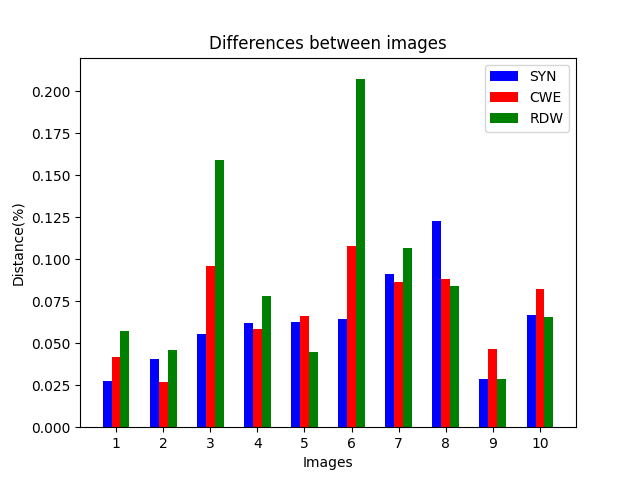 Differences between images
SYN
CWE
RDW
Distance(%)
0.200
0.175
0.150
0.125
0.100
0.075
0.050
0.025
0.000
1 2 3 4 5 6 7 8 9 10
Images